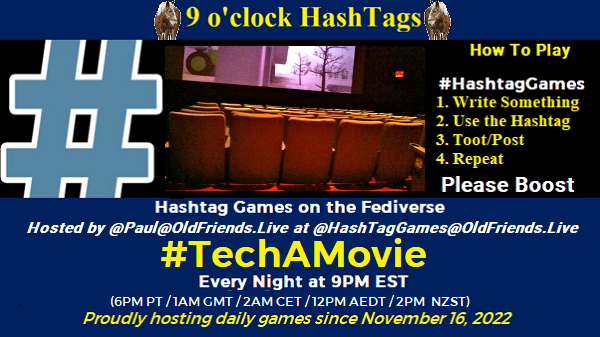 9 o'clock HashTags
#
How To Play
#HashtagGames
1. Write Something
2. Use the Hashtag
3. Toot/Post
4. Repeat
Please Boost
Hashtag Games on the Fediverse
Hosted by @Paul@OldFriends.Live at @HashTagGames@OldFriends.Live
#TechAMovie
Every Night at 9PM EST
(6PM PT / 1AM GMT / 2AM CET / 12PM AEDT / 2PM NZST)
Proudly hosting daily games since November 16, 2022